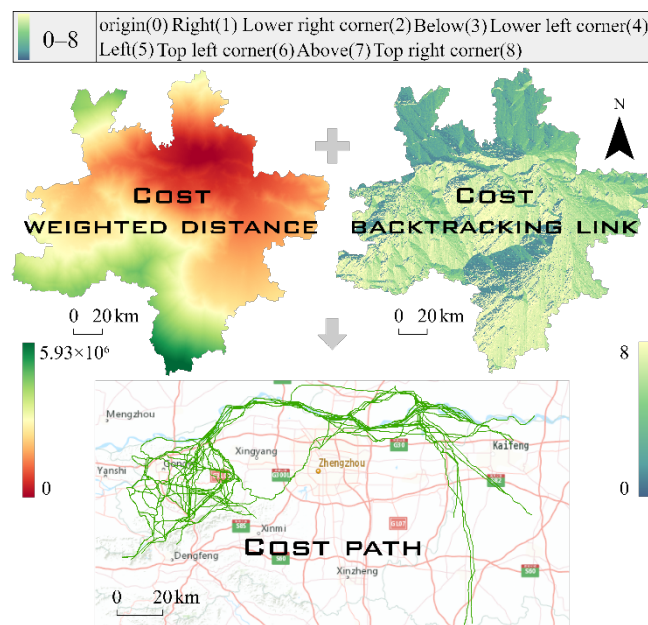 0–8
origin(0) Right(1) Lower right corner(2) Below(3) Lower left corner(4)
Left(5) Top left corner(6) Above(7) Top right corner(8)
N
COST
WEIGHTED DISTANCE
COST
BACKTRACKING LINK
0 20 km
0 20 km
5.93×10⁶
0
8
0
Mengzhou
Kaifeng
Xingyang
Yanshi
Zhengzhou
Xinmi
Dengfeng
COST PATH
Xinzheng
0 20 km